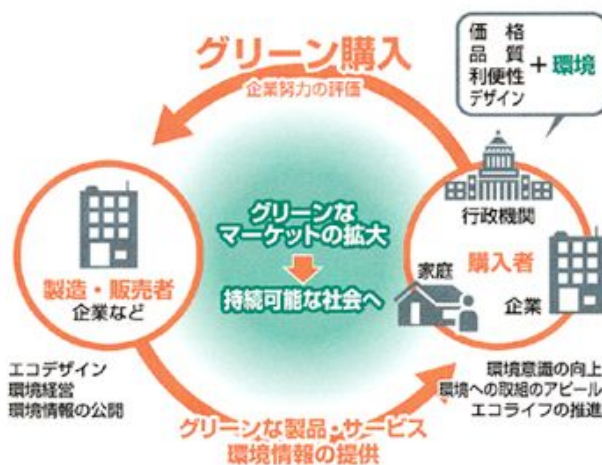 グリーン購入
企業努力の評価
価格
品質
利便性
デザイン
+環境
行政機関
購入者
家庭
企業
グリーンな
マーケットの拡大
持続可能な社会へ
製造・販売者
企業など
エコデザイン
環境経営
環境情報の公開
環境意識の向上
環境への取組のアピール
エコライフの推進
グリーンな製品・サービス
環境情報の提供